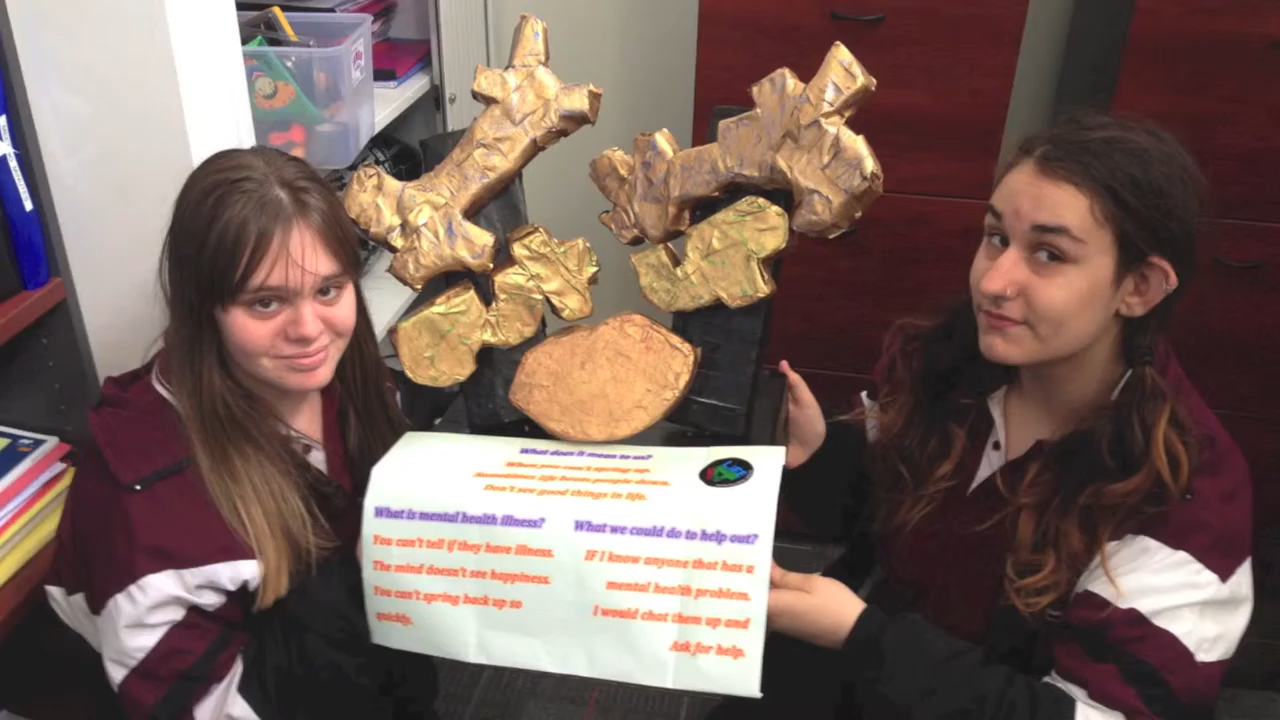 What does it mean to us?
When you can't spring up.
Sometimes life beats people down.
Don't see good things in life.
What is mental health illness?
You can't tell if they have illness.
The mind doesn't see happiness.
You can't spring back up so
quickly.
What we could do to help out?
IF I know anyone that has a
mental health problem.
I would chat them up and
Ask for help.